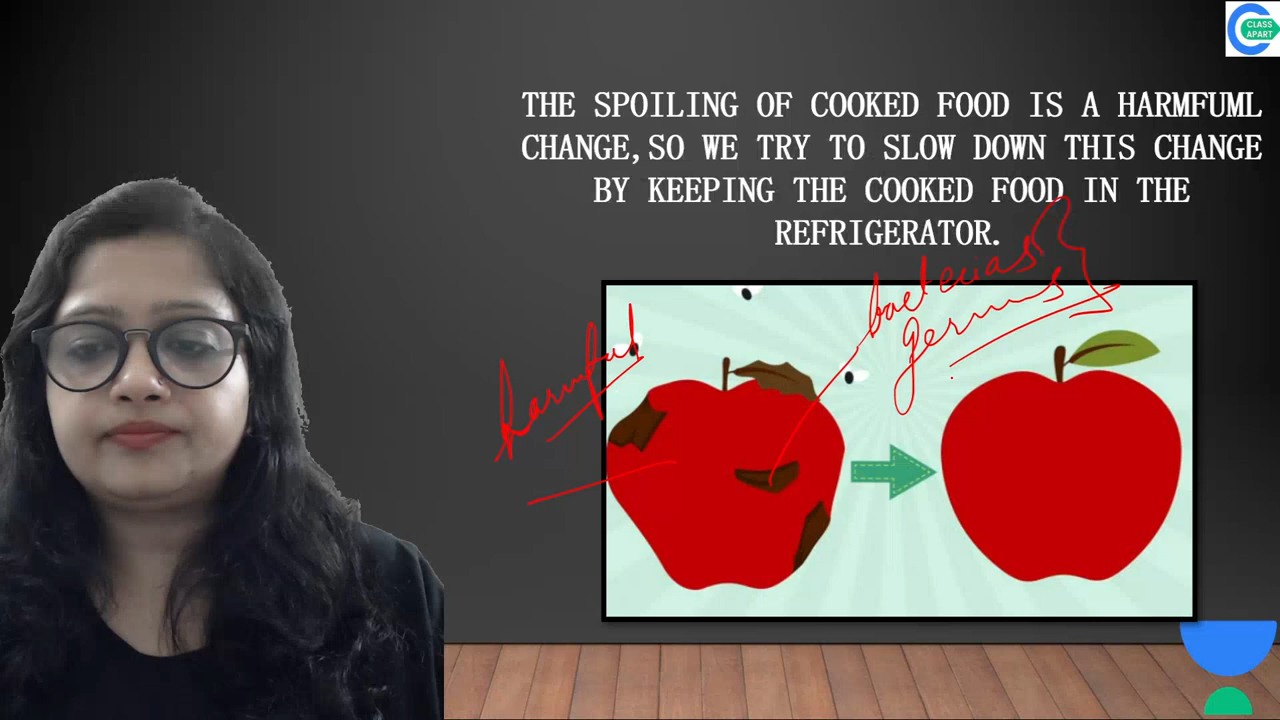 CLASS
APART
THE SPOILING OF COOKED FOOD IS A HARMFUML
CHANGE,SO WE TRY TO SLOW DOWN THIS CHANGE
BY KEEPING THE COOKED FOOD IN THE
REFRIGERATOR.
bacterias
germs
harmful